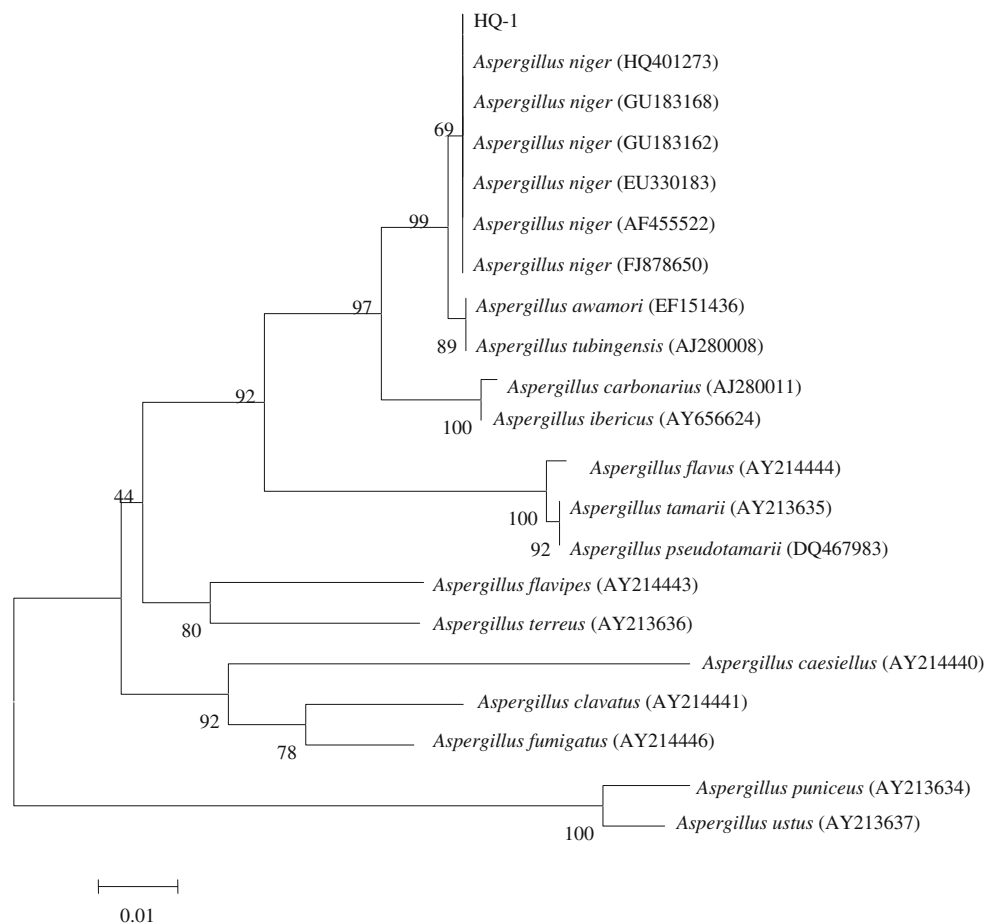 HQ-1
Aspergillus niger (HQ401273)
Aspergillus niger (GU183168)
69
Aspergillus niger (GU183162)
Aspergillus niger (EU330183)
99
Aspergillus niger (AF455522)
Aspergillus niger (FJ878650)
97
Aspergillus awamori (EF151436)
89
Aspergillus tubingensis (AJ280008)
92
Aspergillus carbonarius (AJ280011)
Aspergillus ibericus (AY656624)
100
Aspergillus flavus (AY214444)
44
Aspergillus tamarii (AY213635)
100
92
Aspergillus pseudotamarii (DQ467983)
Aspergillus flavipes (AY214443)
Aspergillus terreus (AY213636)
80
Aspergillus caesiellus (AY214440)
Aspergillus clavatus (AY214441)
92
Aspergillus fumigatus (AY214446)
78
Aspergillus puniceus (AY213634)
Aspergillus ustus (AY213637)
100
0.01